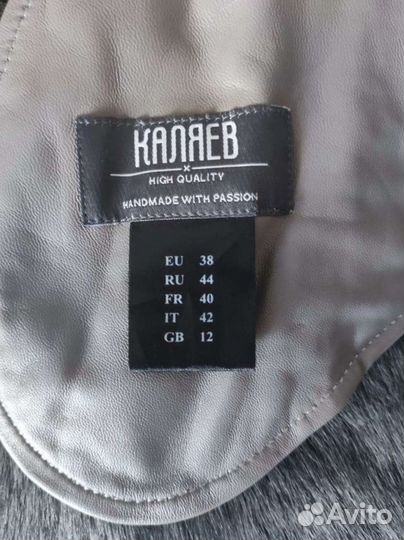 КАЛЯЕВ
×
HIGH QUALITY
HANDMADE WITH PASSION
EU 38
RU 44
FR 40
IT 42
GB 12
Avito